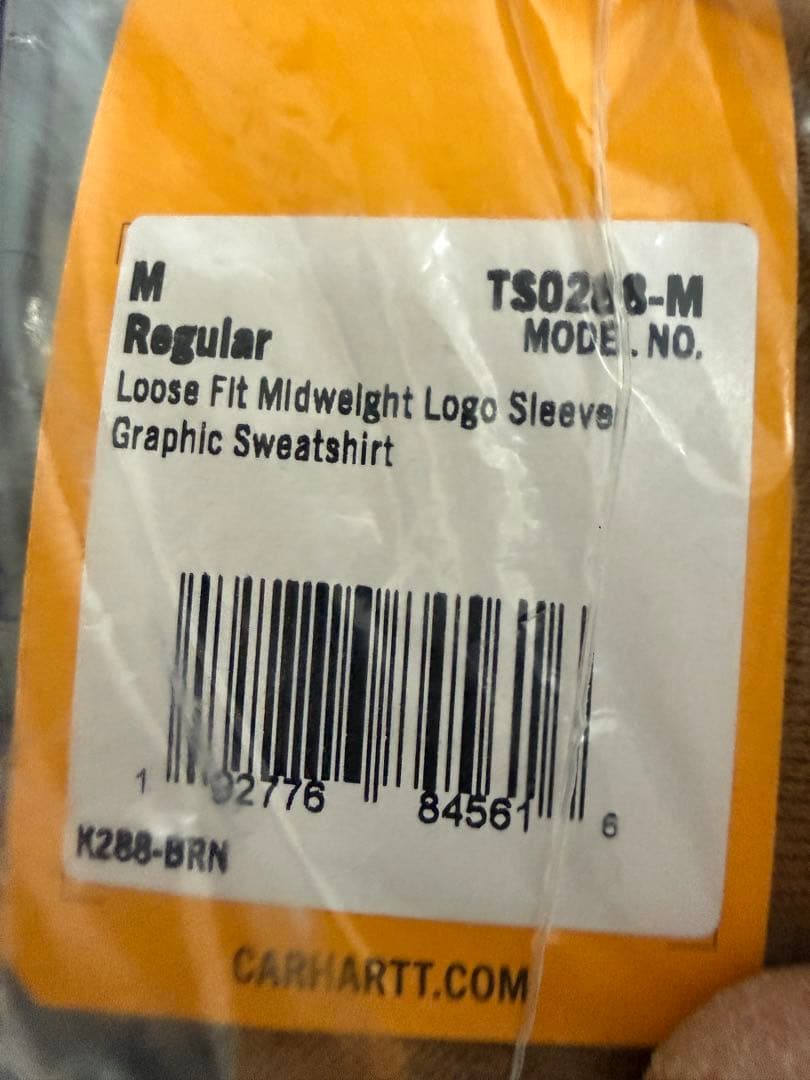 M
Regular
TS0288-M
MODEL NO.
Loose Fit Midweight Logo Sleeve
Graphic Sweatshirt
1 92776 84561 6
K288-BRN
CARHARTT.COM